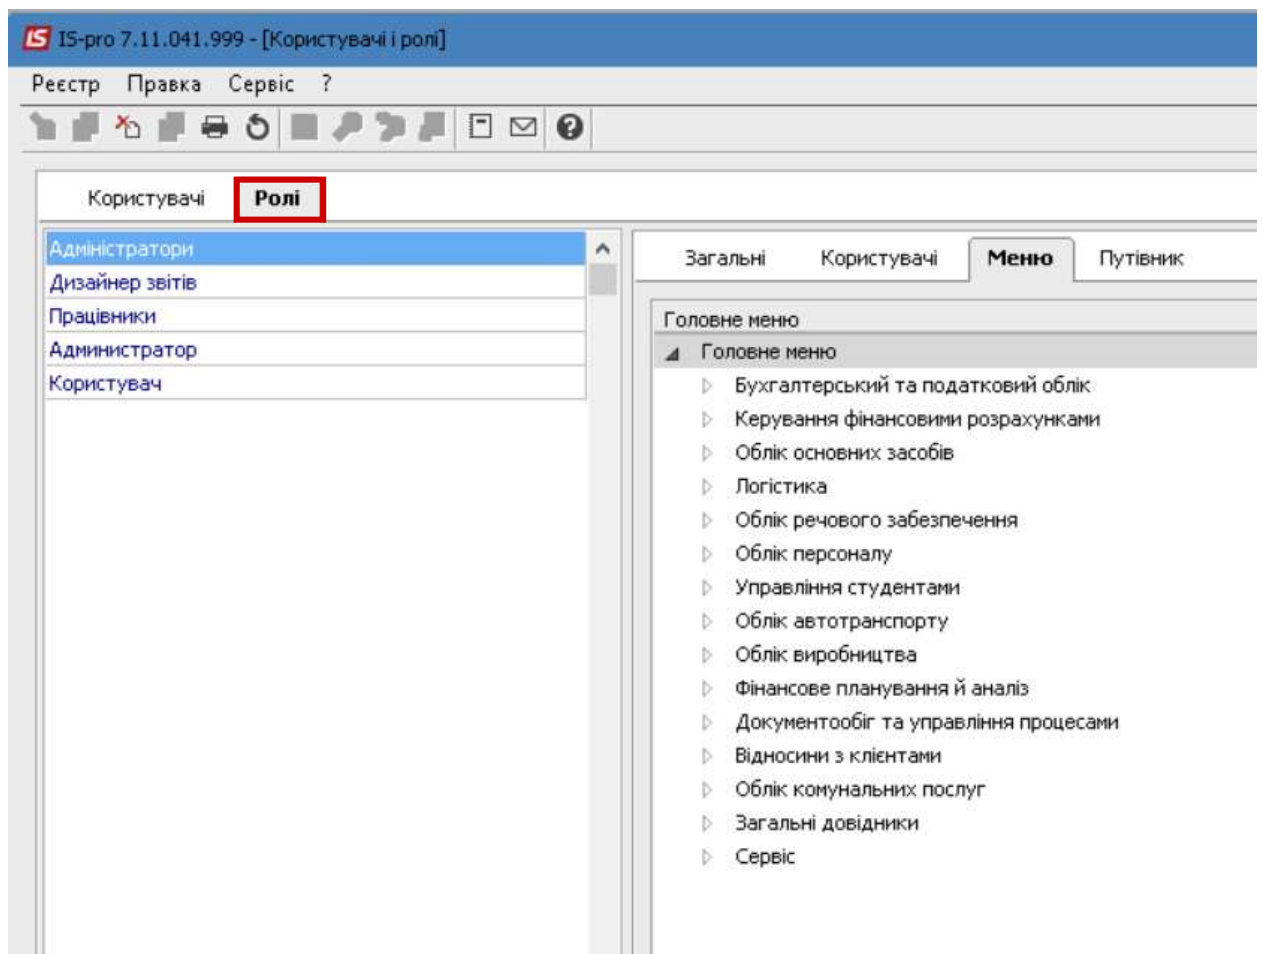 IS IS-pro 7.11.041.999 - [Користувачі і ролі]
Реєстр Правка Сервіс ?
Користувачі Ролі
Адміністратори
Дизайнер звітів
Працівники
Администратор
Користувач
Загальні Користувачі Меню Путівник
Головне меню
Головне меню
Бухгалтерський та податковий облік
Керування фінансовими розрахунками
Облік основних засобів
Логістика
Облік речового забезпечення
Облік персоналу
Управління студентами
Облік автотранспорту
Облік виробництва
Фінансове планування й аналіз
Документообіг та управління процесами
Відносини з клієнтами
Облік комунальних послуг
Загальні довідники
Сервіс